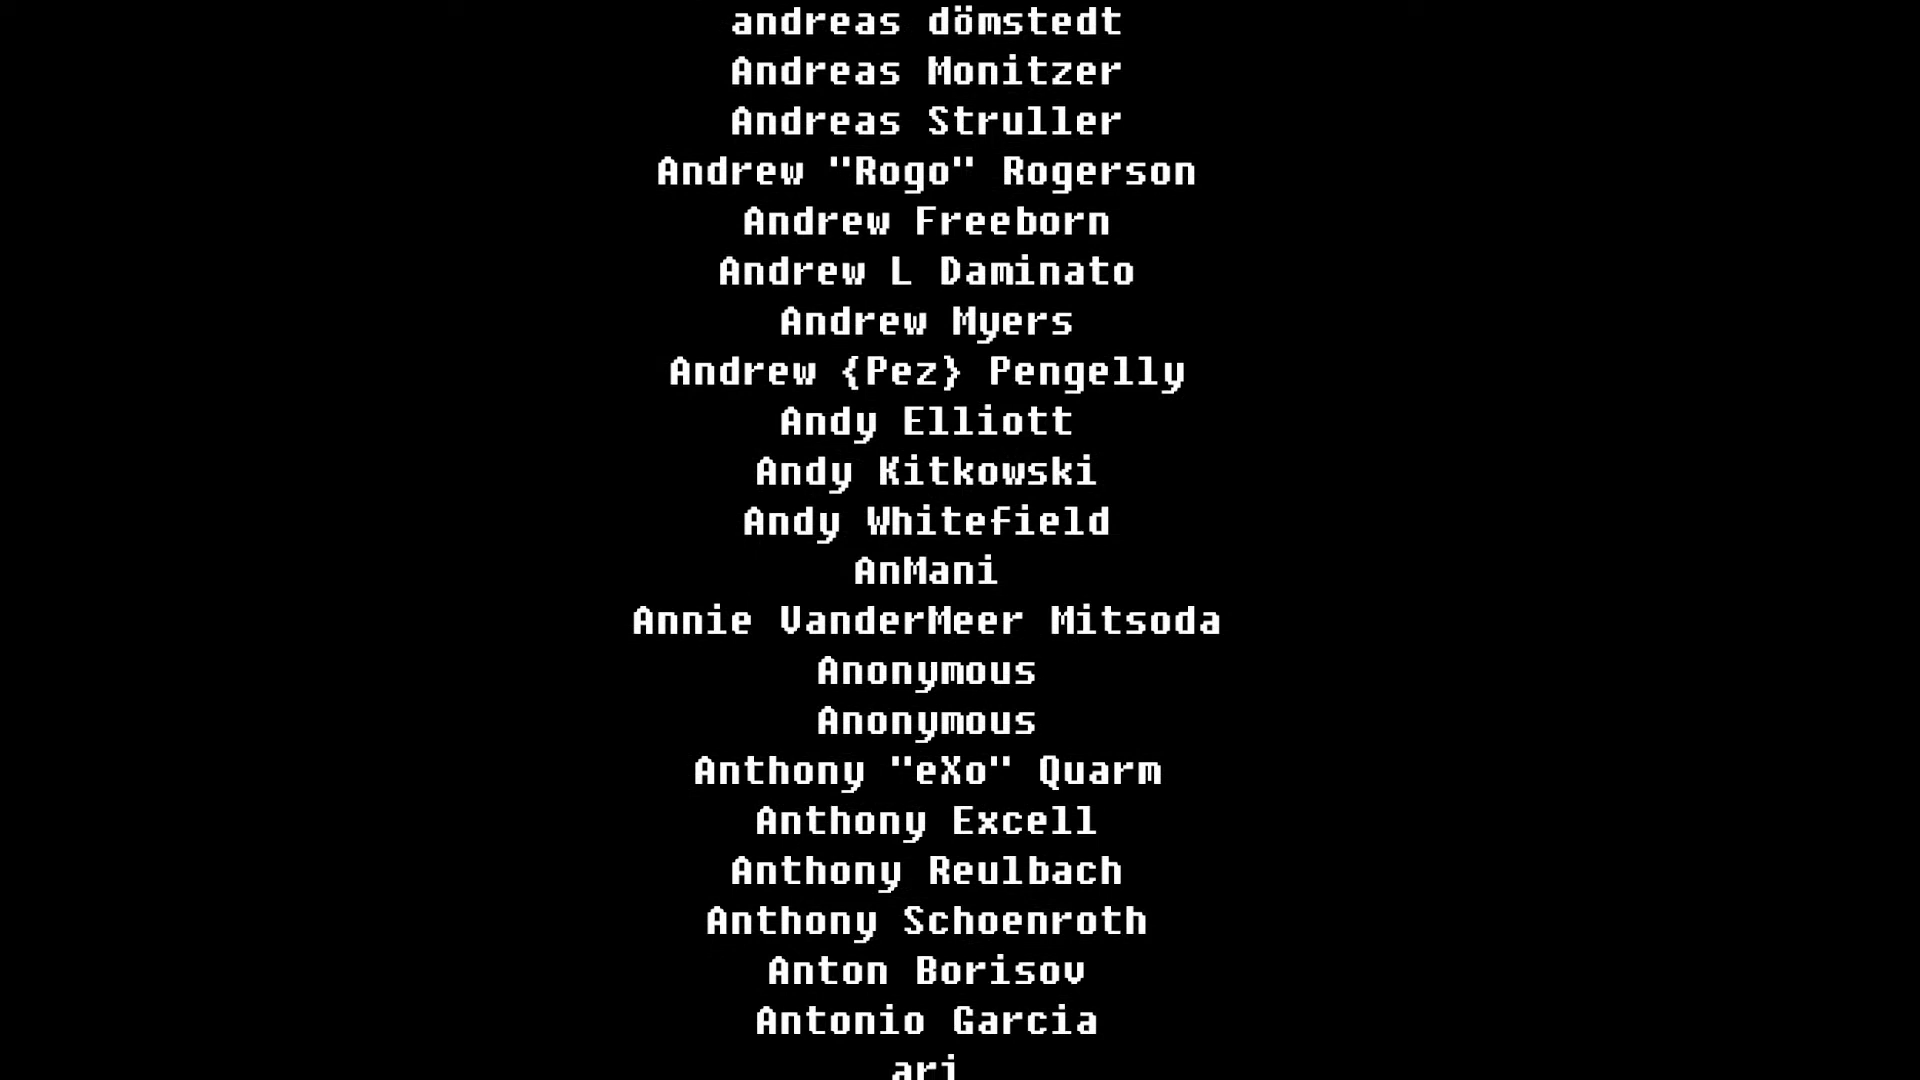 andreas dömstedt
Andreas Monitzer
Andreas Struller
Andrew "Rogo" Rogerson
Andrew Freeborn
Andrew L Daminato
Andrew Myers
Andrew {Pez} Pengelly
Andy Elliott
Andy Kitkowski
Andy Whitefield
AnMani
Annie VanderMeer Mitsoda
Anonymous
Anonymous
Anthony "eXo" Quarm
Anthony Excell
Anthony Reulbach
Anthony Schoenroth
Anton Borisov
Antonio Garcia
ari